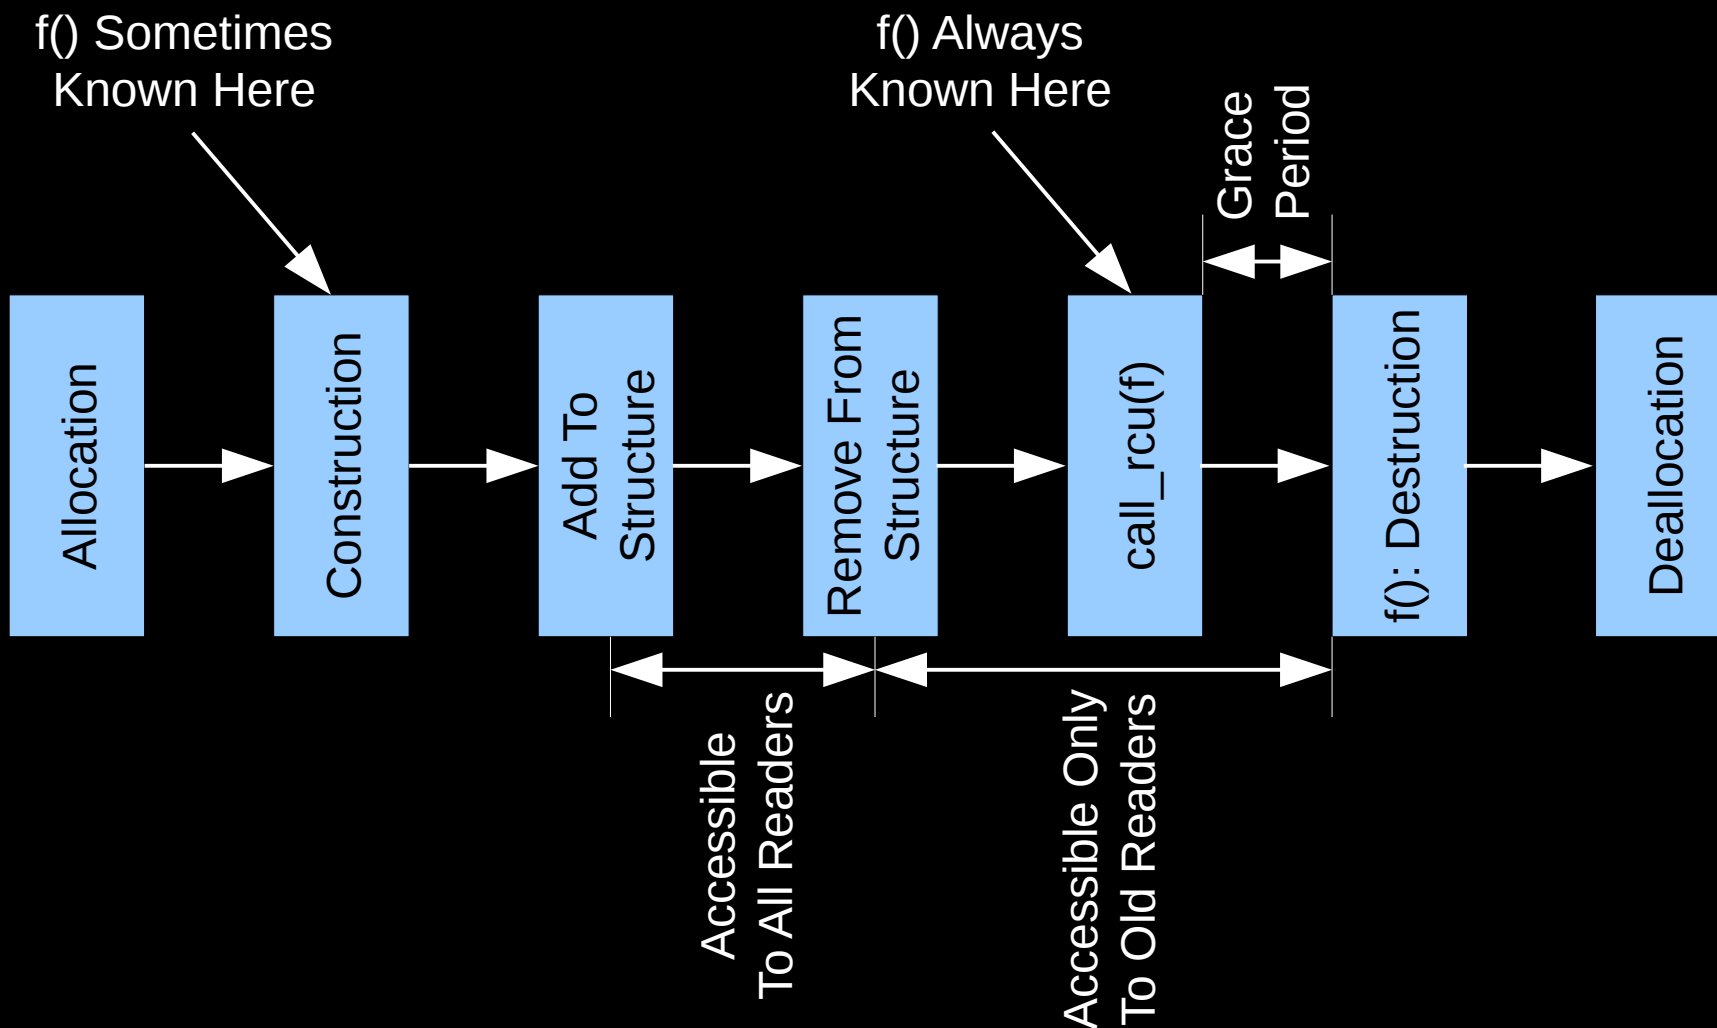 f() Sometimes
Known Here
f() Always
Known Here
Grace
Period
Allocation
Construction
Add To
Structure
Remove From
Structure
call_rcu(f)
f(): Destruction
Deallocation
Accessible
To All Readers
Accessible Only
To Old Readers